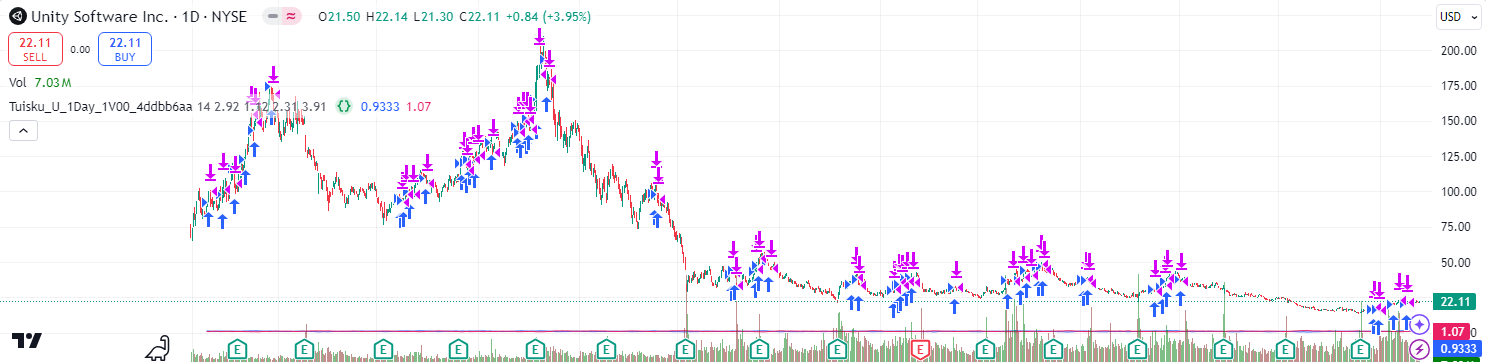 Unity Software Inc. · 1D · NYSE O21.50 H22.14 L21.30 C22.11 +0.84 (+3.95%)
USD
22.11 0.00 22.11
SELL BUY
Vol 7.03M
Tuisku_U_1Day_1V00_4ddbb6aa 14 2.92 1.72 2.31 3.91 {} 0.9333 1.07
200.00
175.00
150.00
125.00
100.00
75.00
50.00
22.11
1.07
0.9333
E E E E E E E E E E E E E E E E